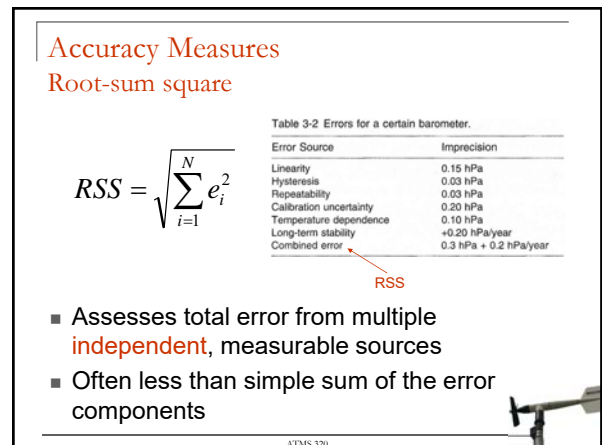 Accuracy Measures
Root-sum square
Table 3-2 Errors for a certain barometer.
Error Source Imprecision
Linearity 0.15 hPa
Hysteresis 0.03 hPa
Repeatability 0.03 hPa
Calibration uncertainty 0.20 hPa
Temperature dependence 0.10 hPa
Long-term stability +0.20 hPa/year
Combined error 0.3 hPa + 0.2 hPa/year
RSS = √∑_{i=1}^{N} e_i^2
RSS
■ Assesses total error from multiple
independent, measurable sources
■ Often less than simple sum of the error
components
ATMS 320